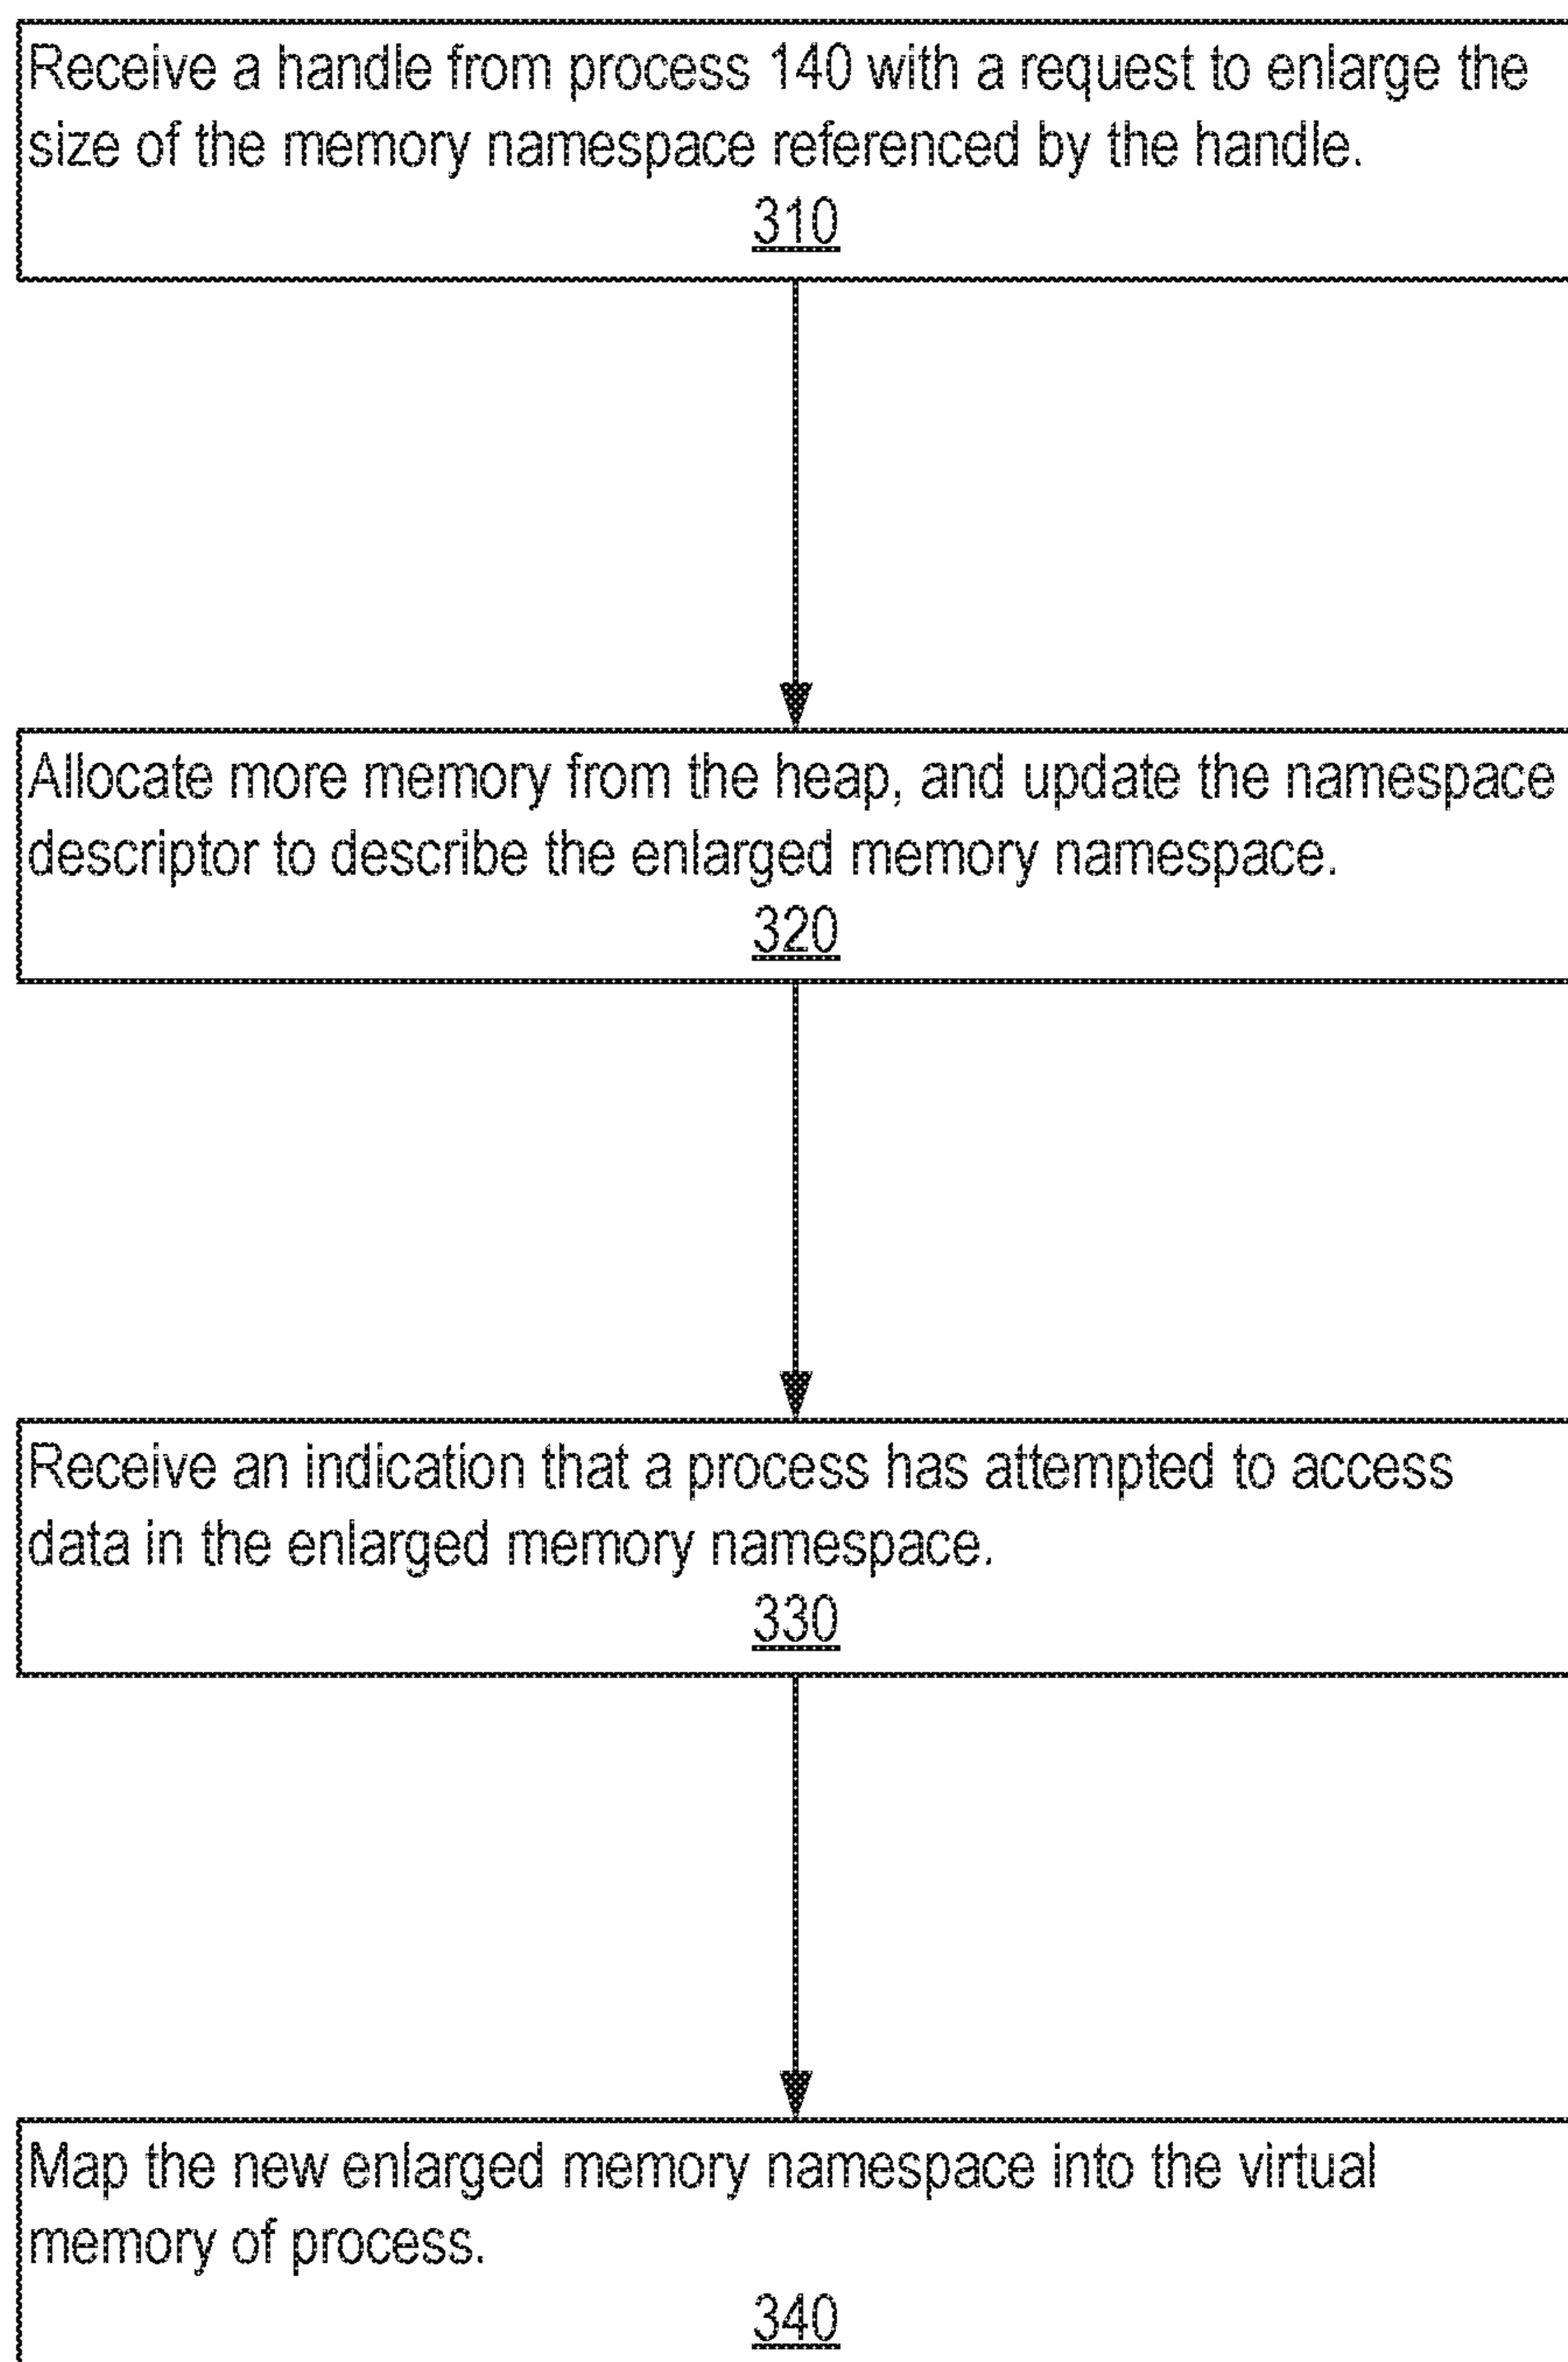 Receive a handle from process 140 with a request to enlarge the
size of the memory namespace referenced by the handle.
310
Allocate more memory from the heap, and update the namespace
descriptor to describe the enlarged memory namespace.
320
Receive an indication that a process has attempted to access
data in the enlarged memory namespace.
330
Map the new enlarged memory namespace into the virtual
memory of process.
340